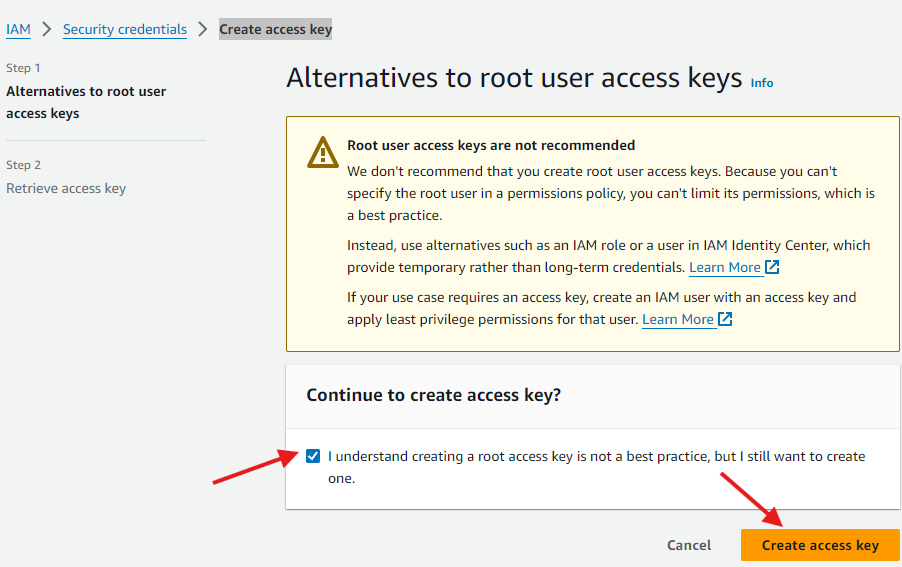 IAM > Security credentials > Create access key
Step 1
Alternatives to root user
access keys
Step 2
Retrieve access key
Alternatives to root user access keys Info
Root user access keys are not recommended
We don't recommend that you create root user access keys. Because you can't
specify the root user in a permissions policy, you can't limit its permissions, which is
a best practice.
Instead, use alternatives such as an IAM role or a user in IAM Identity Center, which
provide temporary rather than long-term credentials. Learn More
If your use case requires an access key, create an IAM user with an access key and
apply least privilege permissions for that user. Learn More
Continue to create access key?
I understand creating a root access key is not a best practice, but I still want to create
one.
Cancel
Create access key